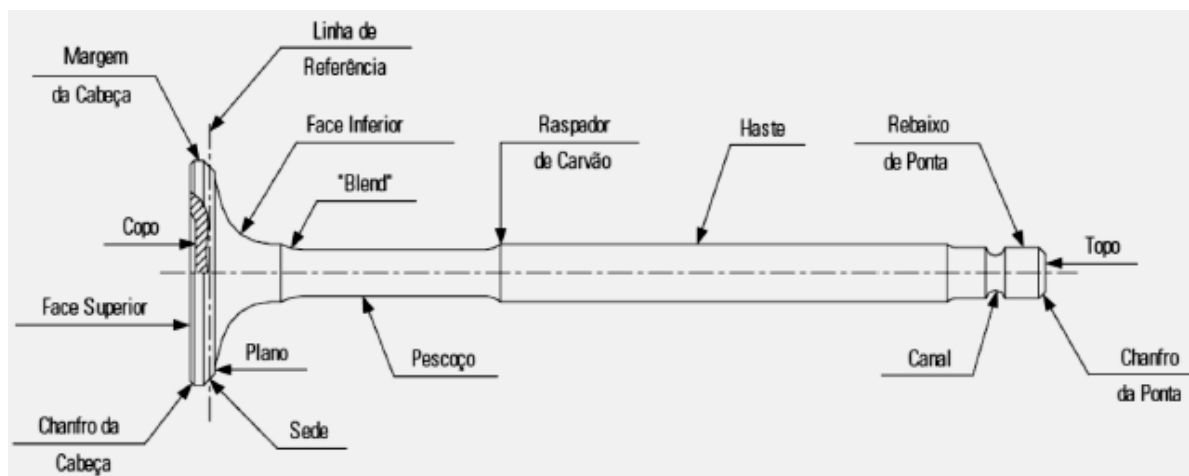 Linha de
Referência
Margem
da Cabeça
Face Inferior
"Blend"
Raspador
de Carvão
Haste
Rebaixo
de Ponta
Copo
Topo
Face Superior
Plano
Pescoço
Canal
Chanfro
da Ponta
Chanfro da
Cabeça
Sede